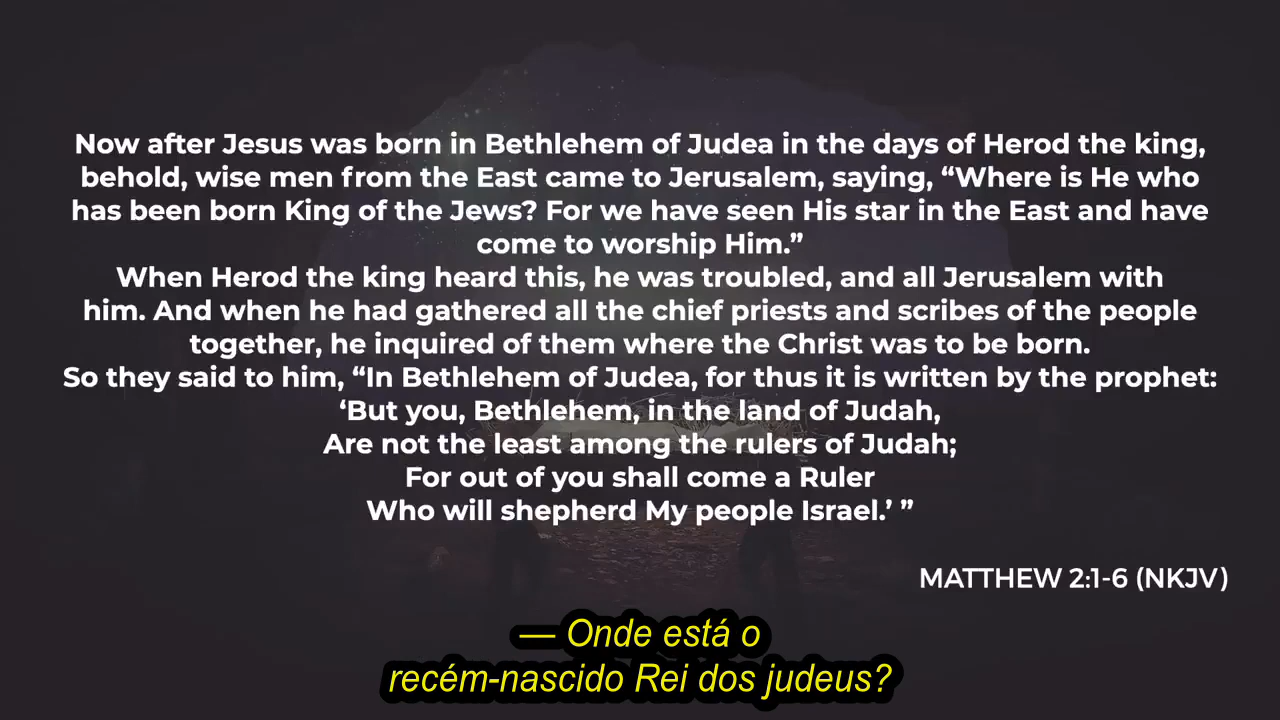 Now after Jesus was born in Bethlehem of Judea in the days of Herod the king,
behold, wise men from the East came to Jerusalem, saying, “Where is He who
has been born King of the Jews? For we have seen His star in the East and have
come to worship Him.”
When Herod the king heard this, he was troubled, and all Jerusalem with
him. And when he had gathered all the chief priests and scribes of the people
together, he inquired of them where the Christ was to be born.
So they said to him, “In Bethlehem of Judea, for thus it is written by the prophet:
‘But you, Bethlehem, in the land of Judah,
Are not the least among the rulers of Judah;
For out of you shall come a Ruler
Who will shepherd My people Israel.’ ”
MATTHEW 2:1-6 (NKJV)
— Onde está o
recém-nascido Rei dos judeus?